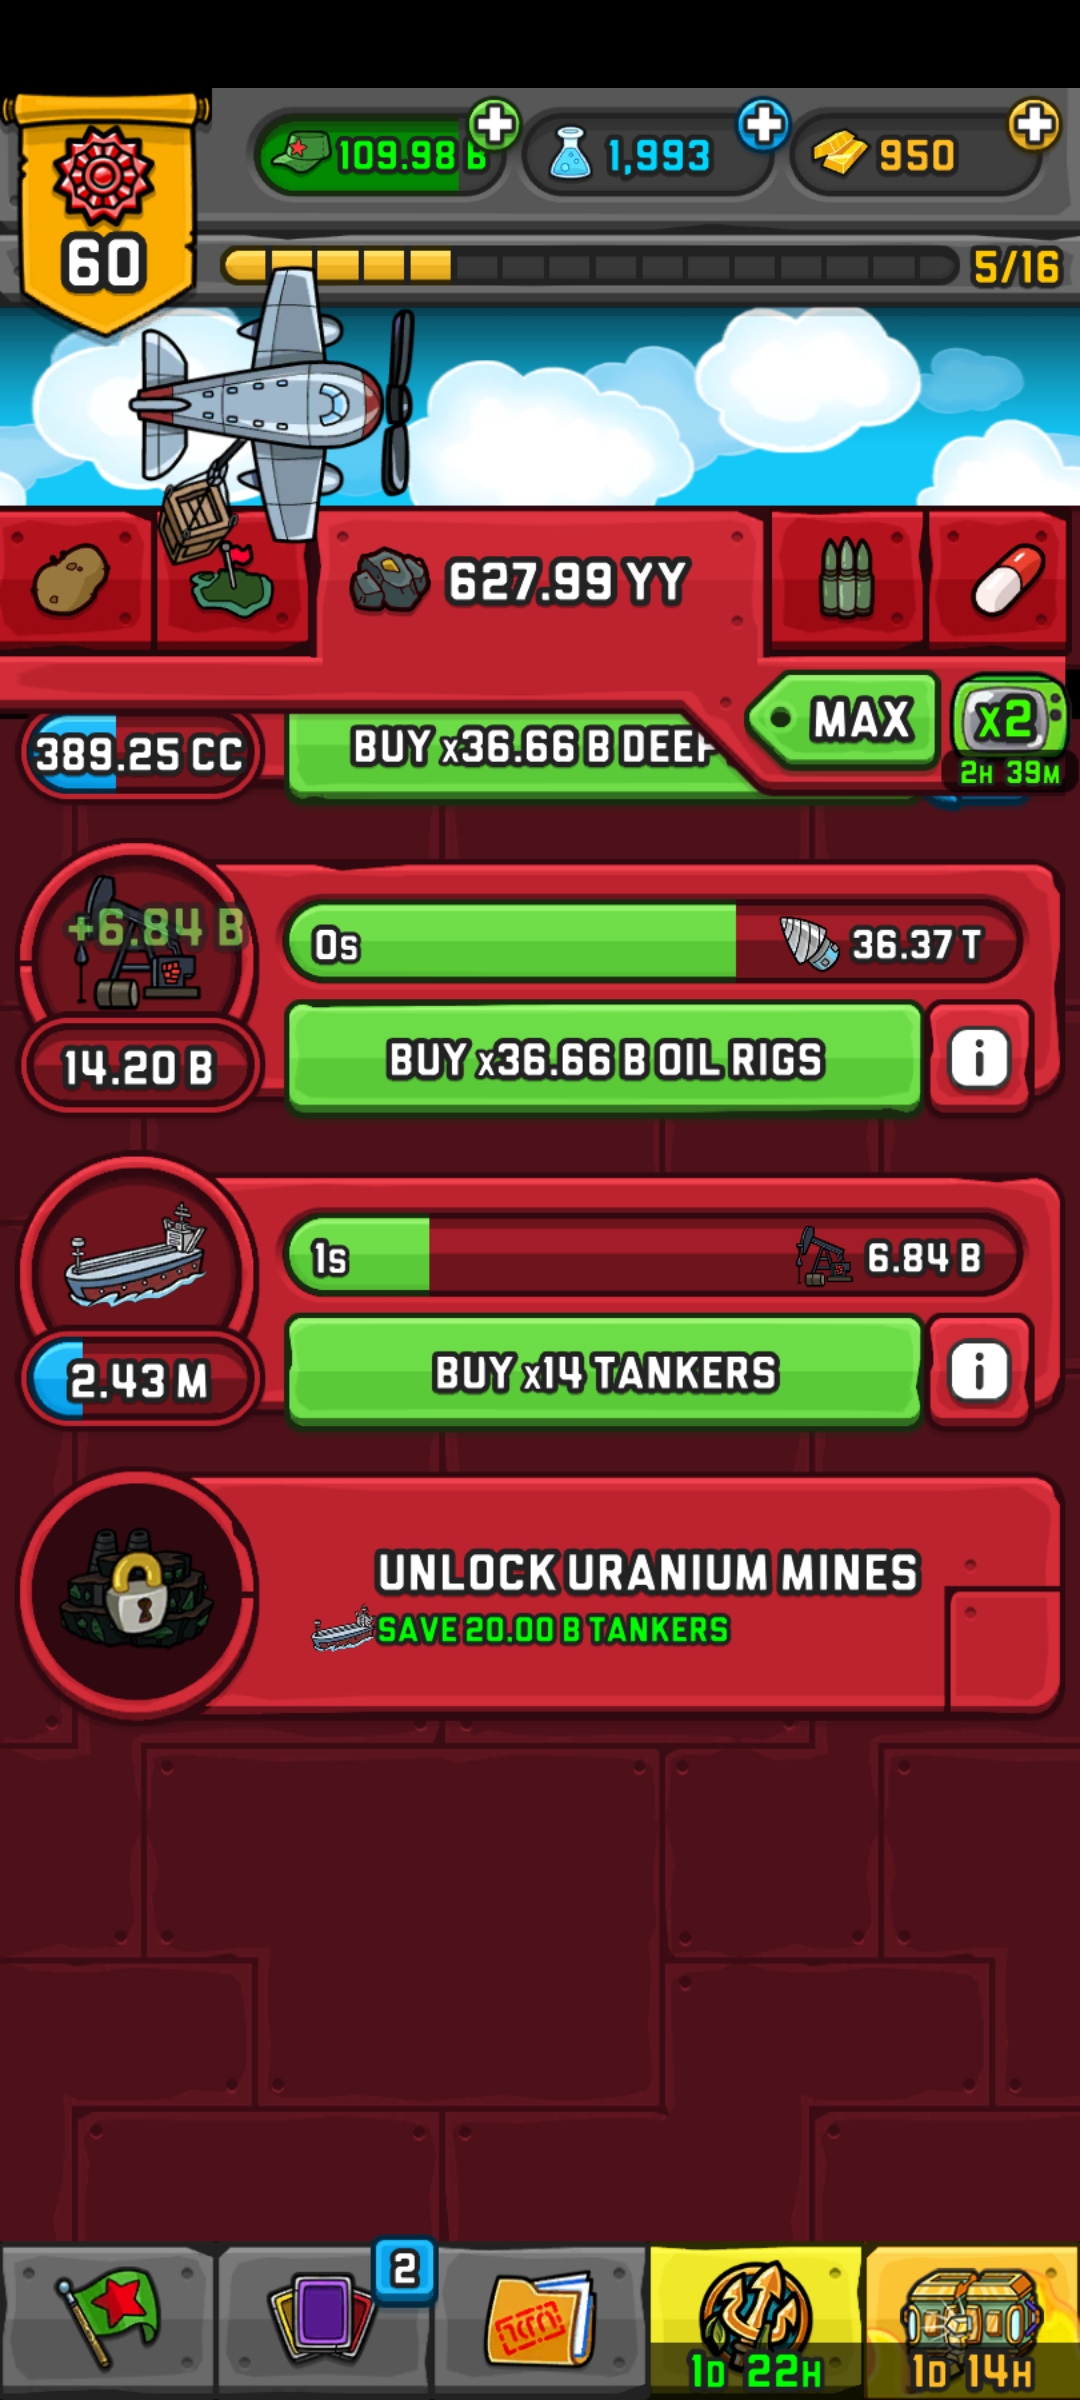 109.98 B
1,993
950
60
5/16
627.99 YY
MAX
x2
2H 39M
389.25 CC
BUY x36.66 B DEEP
+6.84 B
0s
36.37 T
14.20 B
BUY x36.66 B OIL RIGS
i
1s
6.84 B
2.43 M
BUY x14 TANKERS
i
UNLOCK URANIUM MINES
SAVE 20.00 B TANKERS
2
1D 22H
1D 14H